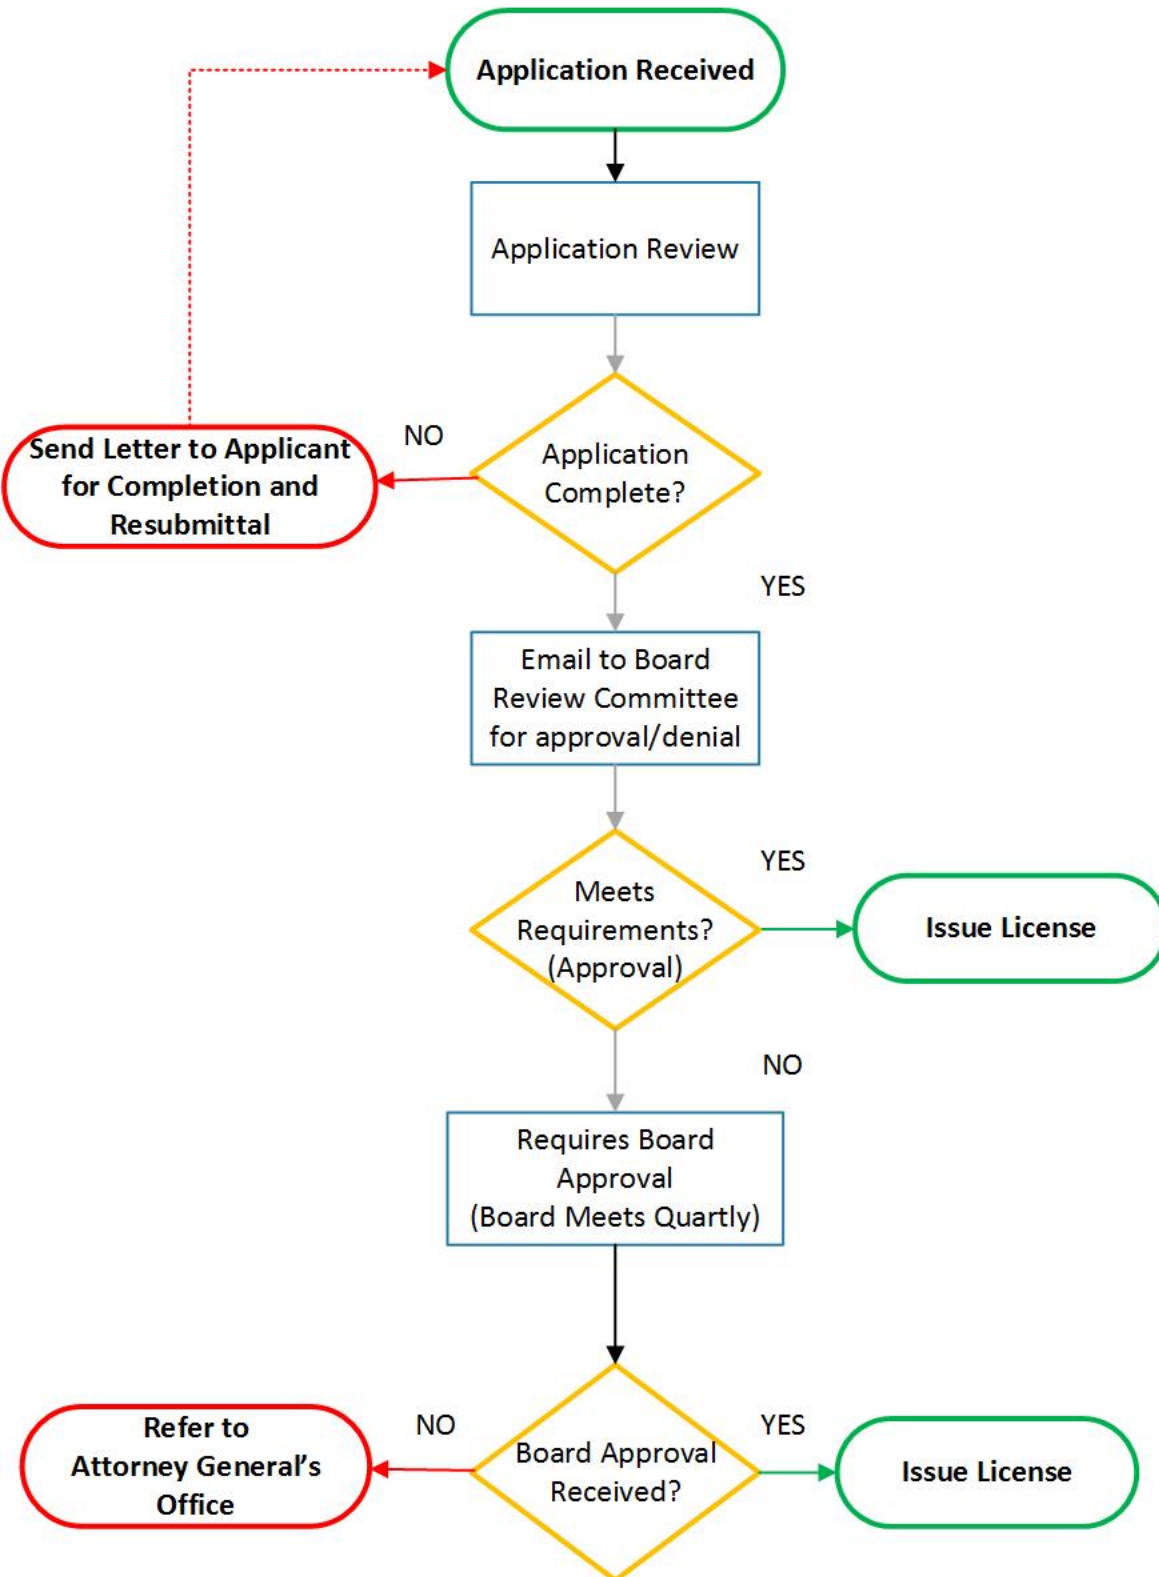 Application Received
Application Review
NO
Application
Complete?
Send Letter to Applicant
for Completion and
Resubmittal
YES
Email to Board
Review Committee
for approval/denial
YES
Meets
Requirements?
(Approval)
Issue License
NO
Requires Board
Approval
(Board Meets Quartly)
NO
YES
Refer to
Attorney General’s
Office
Board Approval
Received?
Issue License